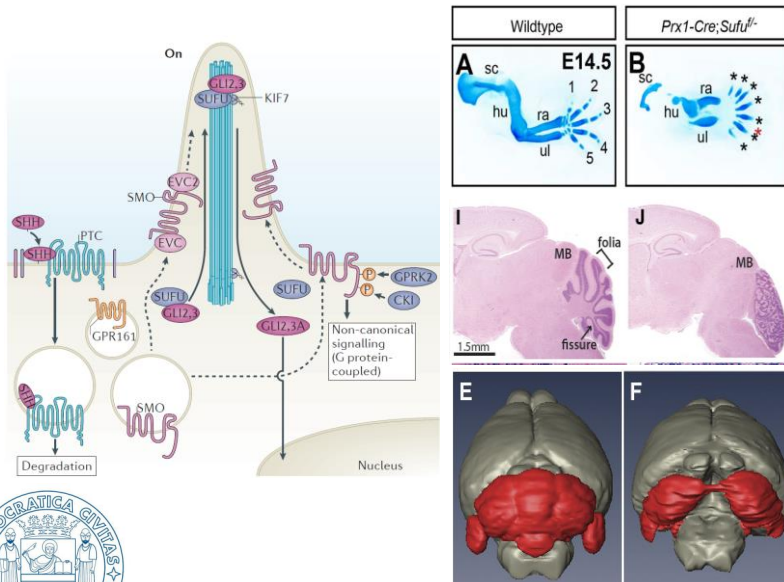 On
GLI2,3
SUFU
KIF7
EVC2
SMO
SHH
PTC
SHH
EVC
SUFU
GLI2,3
GPR161
SUFU
P
GPRK2
P
CKI
GLI2,3A
Non-canonical
signalling
(G protein-
coupled)
SHH
SMO
Degradation
Nucleus
OCRATICA CIVITAS
Wildtype
Prx1-Cre;Sufuf/-
A
E14.5
sc
hu
ra
ul
1
2
3
4
5
B
sc
hu
ra
ul
* * * * * * * *
I
MB
folia
fissure
1.5mm
J
MB
E
F